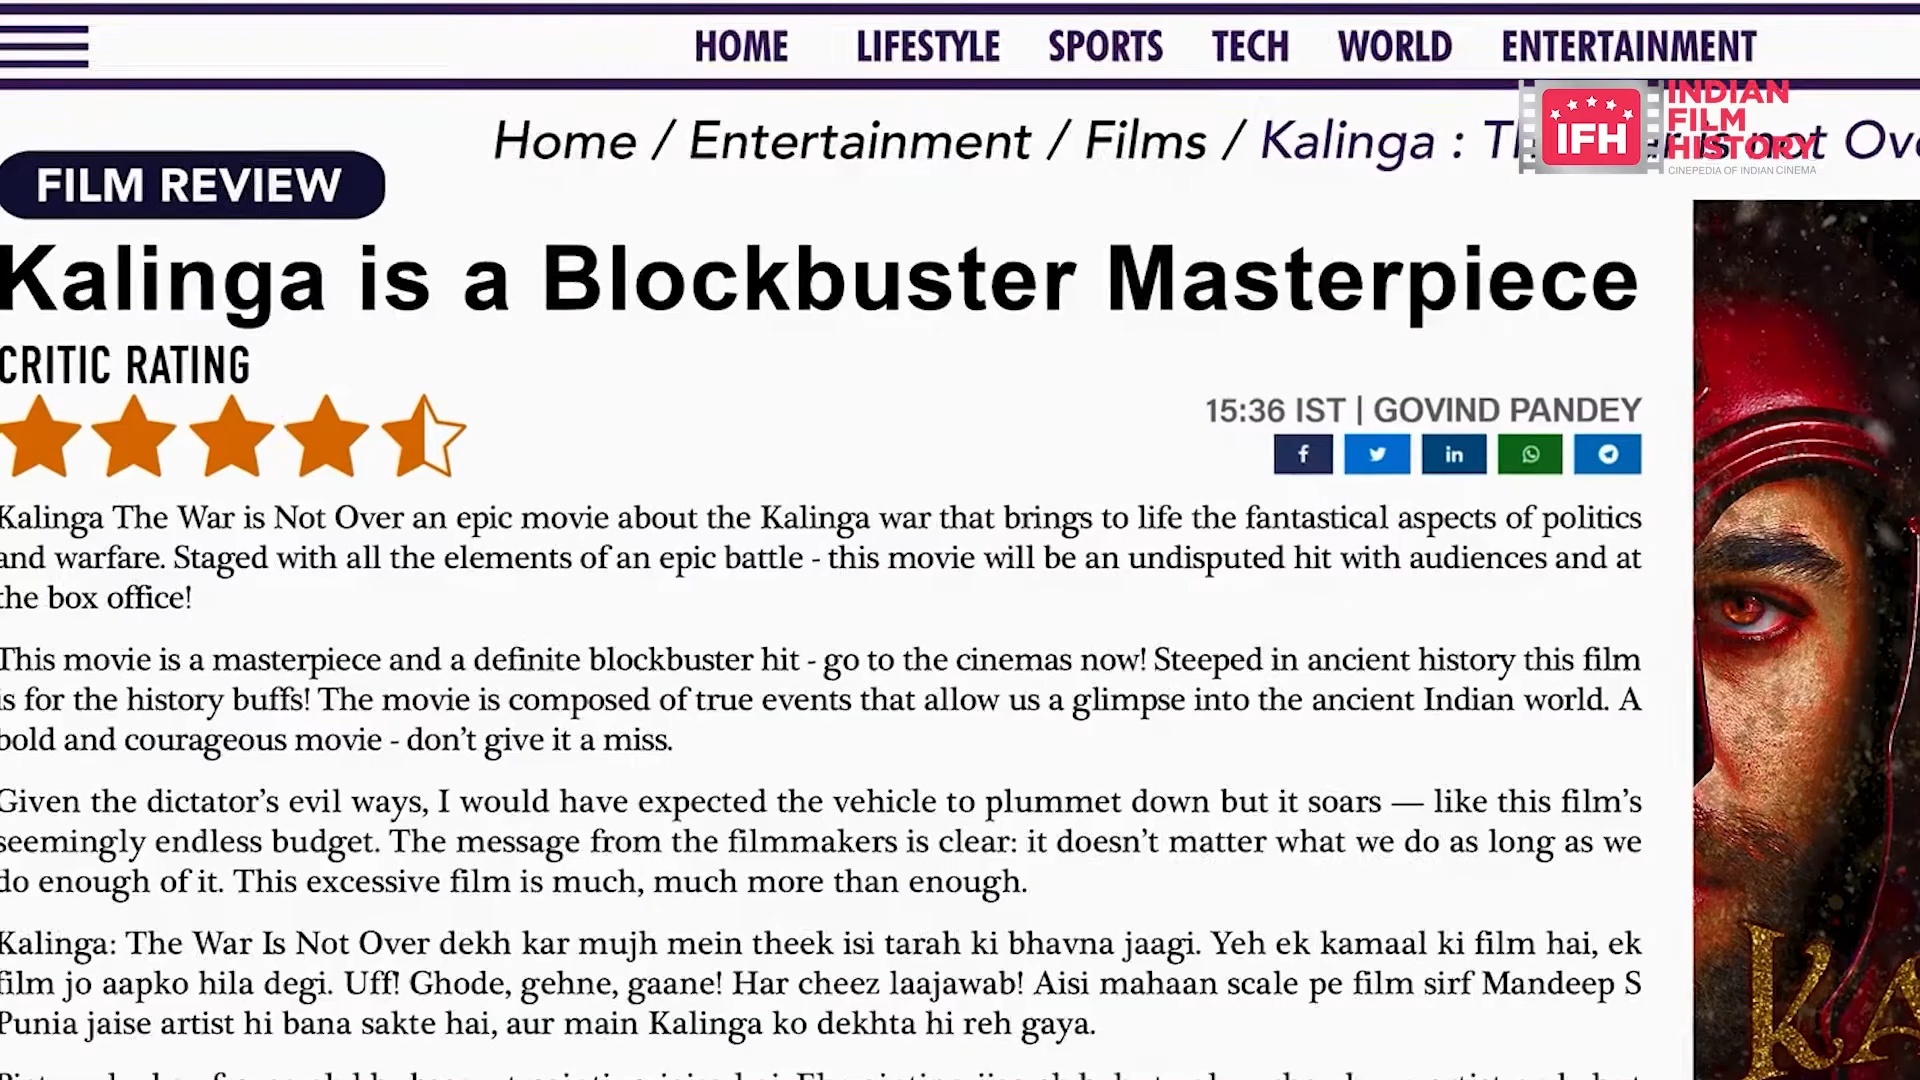 HOME LIFESTYLE SPORTS TECH WORLD ENTERTAINMENT
INDIAN
FILM
HISTORY
IFH
CINEPEDIA OF INDIAN CINEMA
Home / Entertainment / Films / Kalinga : is not
FILM REVIEW
Kalinga is a Blockbuster Masterpiece
CRITIC RATING
15:36 IST | GOVIND PANDEY
Kalinga The War is Not Over an epic movie about the Kalinga war that brings to life the fantastical aspects of politics
and warfare. Staged with all the elements of an epic battle - this movie will be an undisputed hit with audiences and at
the box office!
This movie is a masterpiece and a definite blockbuster hit - go to the cinemas now! Steeped in ancient history this film
is for the history buffs! The movie is composed of true events that allow us a glimpse into the ancient Indian world. A
bold and courageous movie - don't give it a miss.
Given the dictator's evil ways, I would have expected the vehicle to plummet down but it soars — like this film's
seemingly endless budget. The message from the filmmakers is clear: it doesn't matter what we do as long as we
do enough of it. This excessive film is much, much more than enough.
Kalinga: The War Is Not Over dekh kar mujh mein theek isi tarah ki bhavna jaagi. Yeh ek kamaal ki film hai, ek
film jo aapko hila degi. Uff! Ghode, gehne, gaane! Har cheez laajawab! Aisi mahaan scale pe film sirf Mandeep S
Punia jaise artist hi bana sakte hai, aur main Kalinga ko dekhta hi reh gaya.
KA